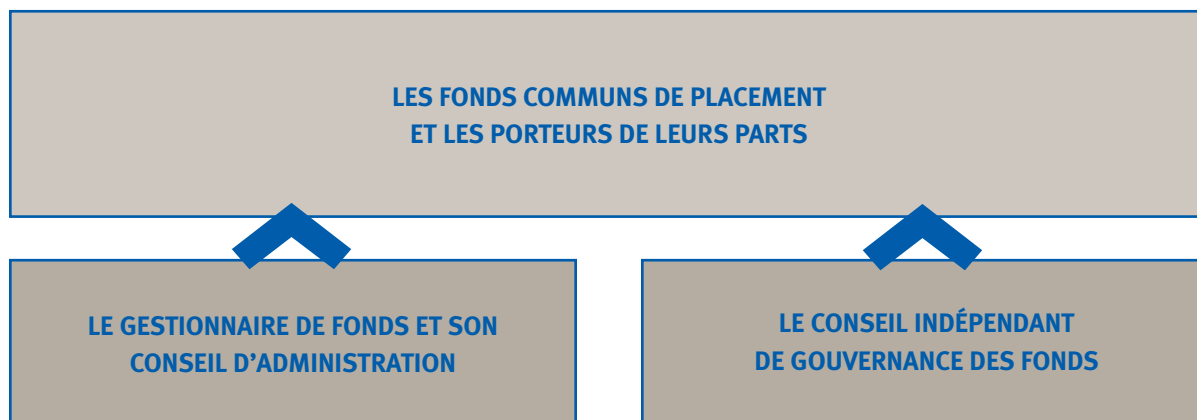 LES FONDS COMMUNS DE PLACEMENT
ET LES PORTEURS DE LEURS PARTS
LE GESTIONNAIRE DE FONDS ET SON
CONSEIL D’ADMINISTRATION
LE CONSEIL INDÉPENDANT
DE GOUVERNANCE DES FONDS